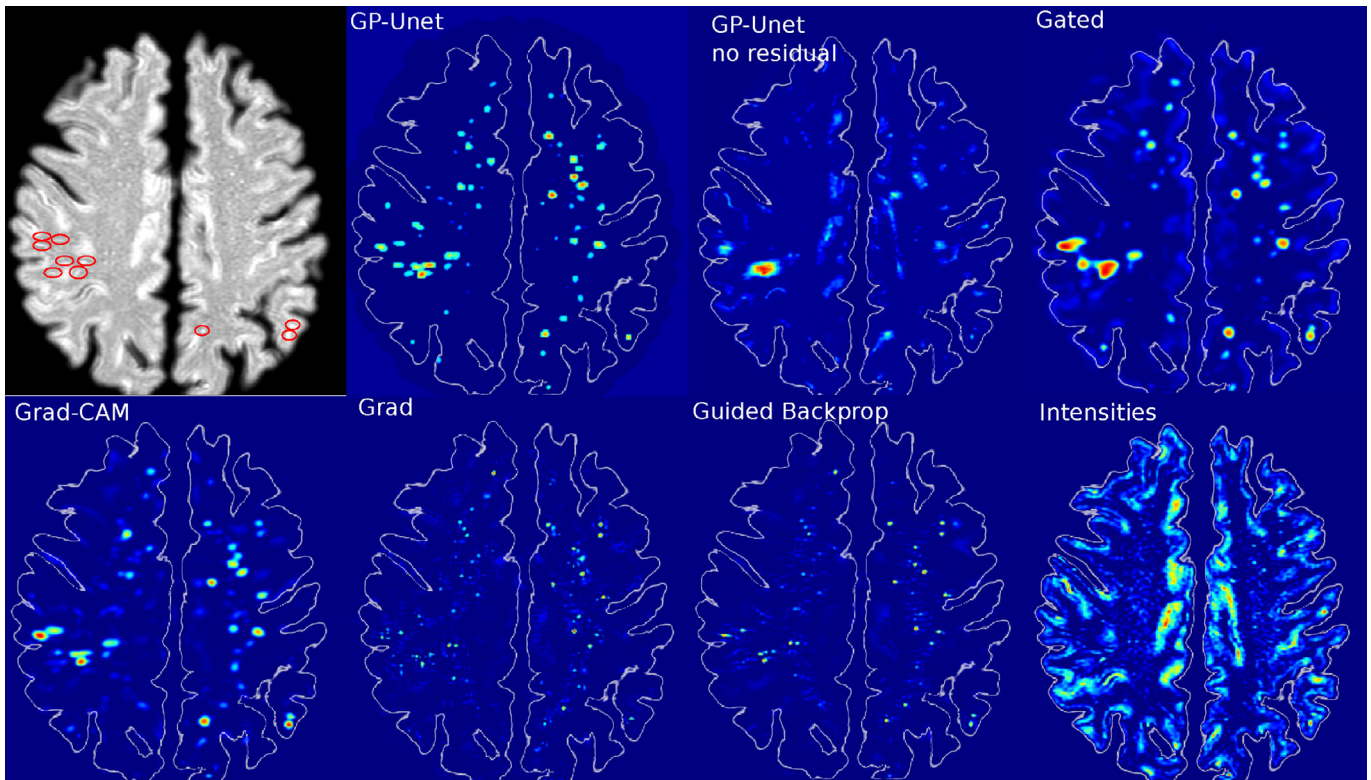 GP-Unet
GP-Unet
no residual
Gated
Grad-CAM
Grad
Guided Backprop
Intensities